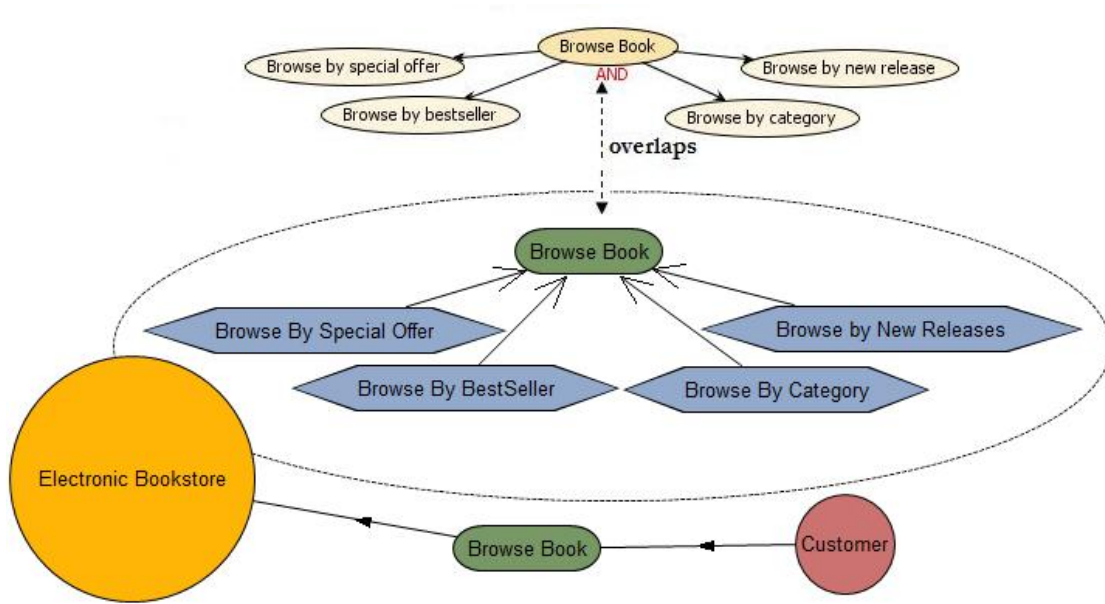 Browse Book
Browse by special offer
Browse by new release
AND
Browse by bestseller
Browse by category
overlaps
Browse Book
Browse By Special Offer
Browse by New Releases
Browse By BestSeller
Browse By Category
Electronic Bookstore
Browse Book
Customer